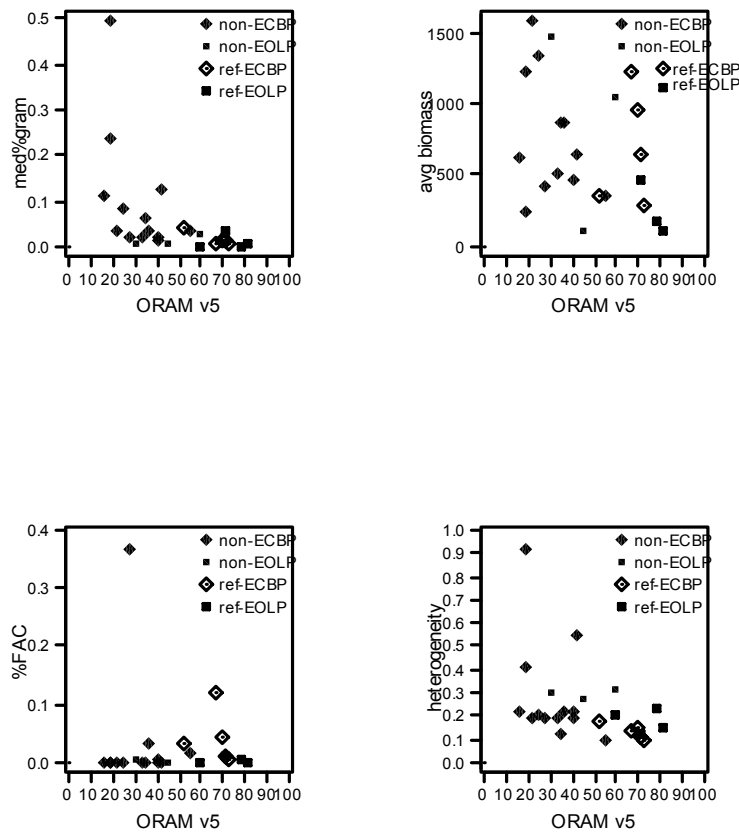 med%gram
0.5
0.4
0.3
0.2
0.1
0.0
non-ECBP
non-EOLP
ref-ECBP
ref-EOLP
0 10 20 30 40 50 60 70 80 90 100
ORAM v5
avg biomass
1500
1000
500
0
non-ECBP
non-EOLP
ref-ECBP
ref-EOLP
0 10 20 30 40 50 60 70 80 90 100
ORAM v5
%FAC
0.4
0.3
0.2
0.1
0.0
non-ECBP
non-EOLP
ref-ECBP
ref-EOLP
0 10 20 30 40 50 60 70 80 90 100
ORAM v5
heterogeneity
1.0
0.9
0.8
0.7
0.6
0.5
0.4
0.3
0.2
0.1
0.0
non-ECBP
non-EOLP
ref-ECBP
ref-EOLP
0 10 20 30 40 50 60 70 80 90 100
ORAM v5